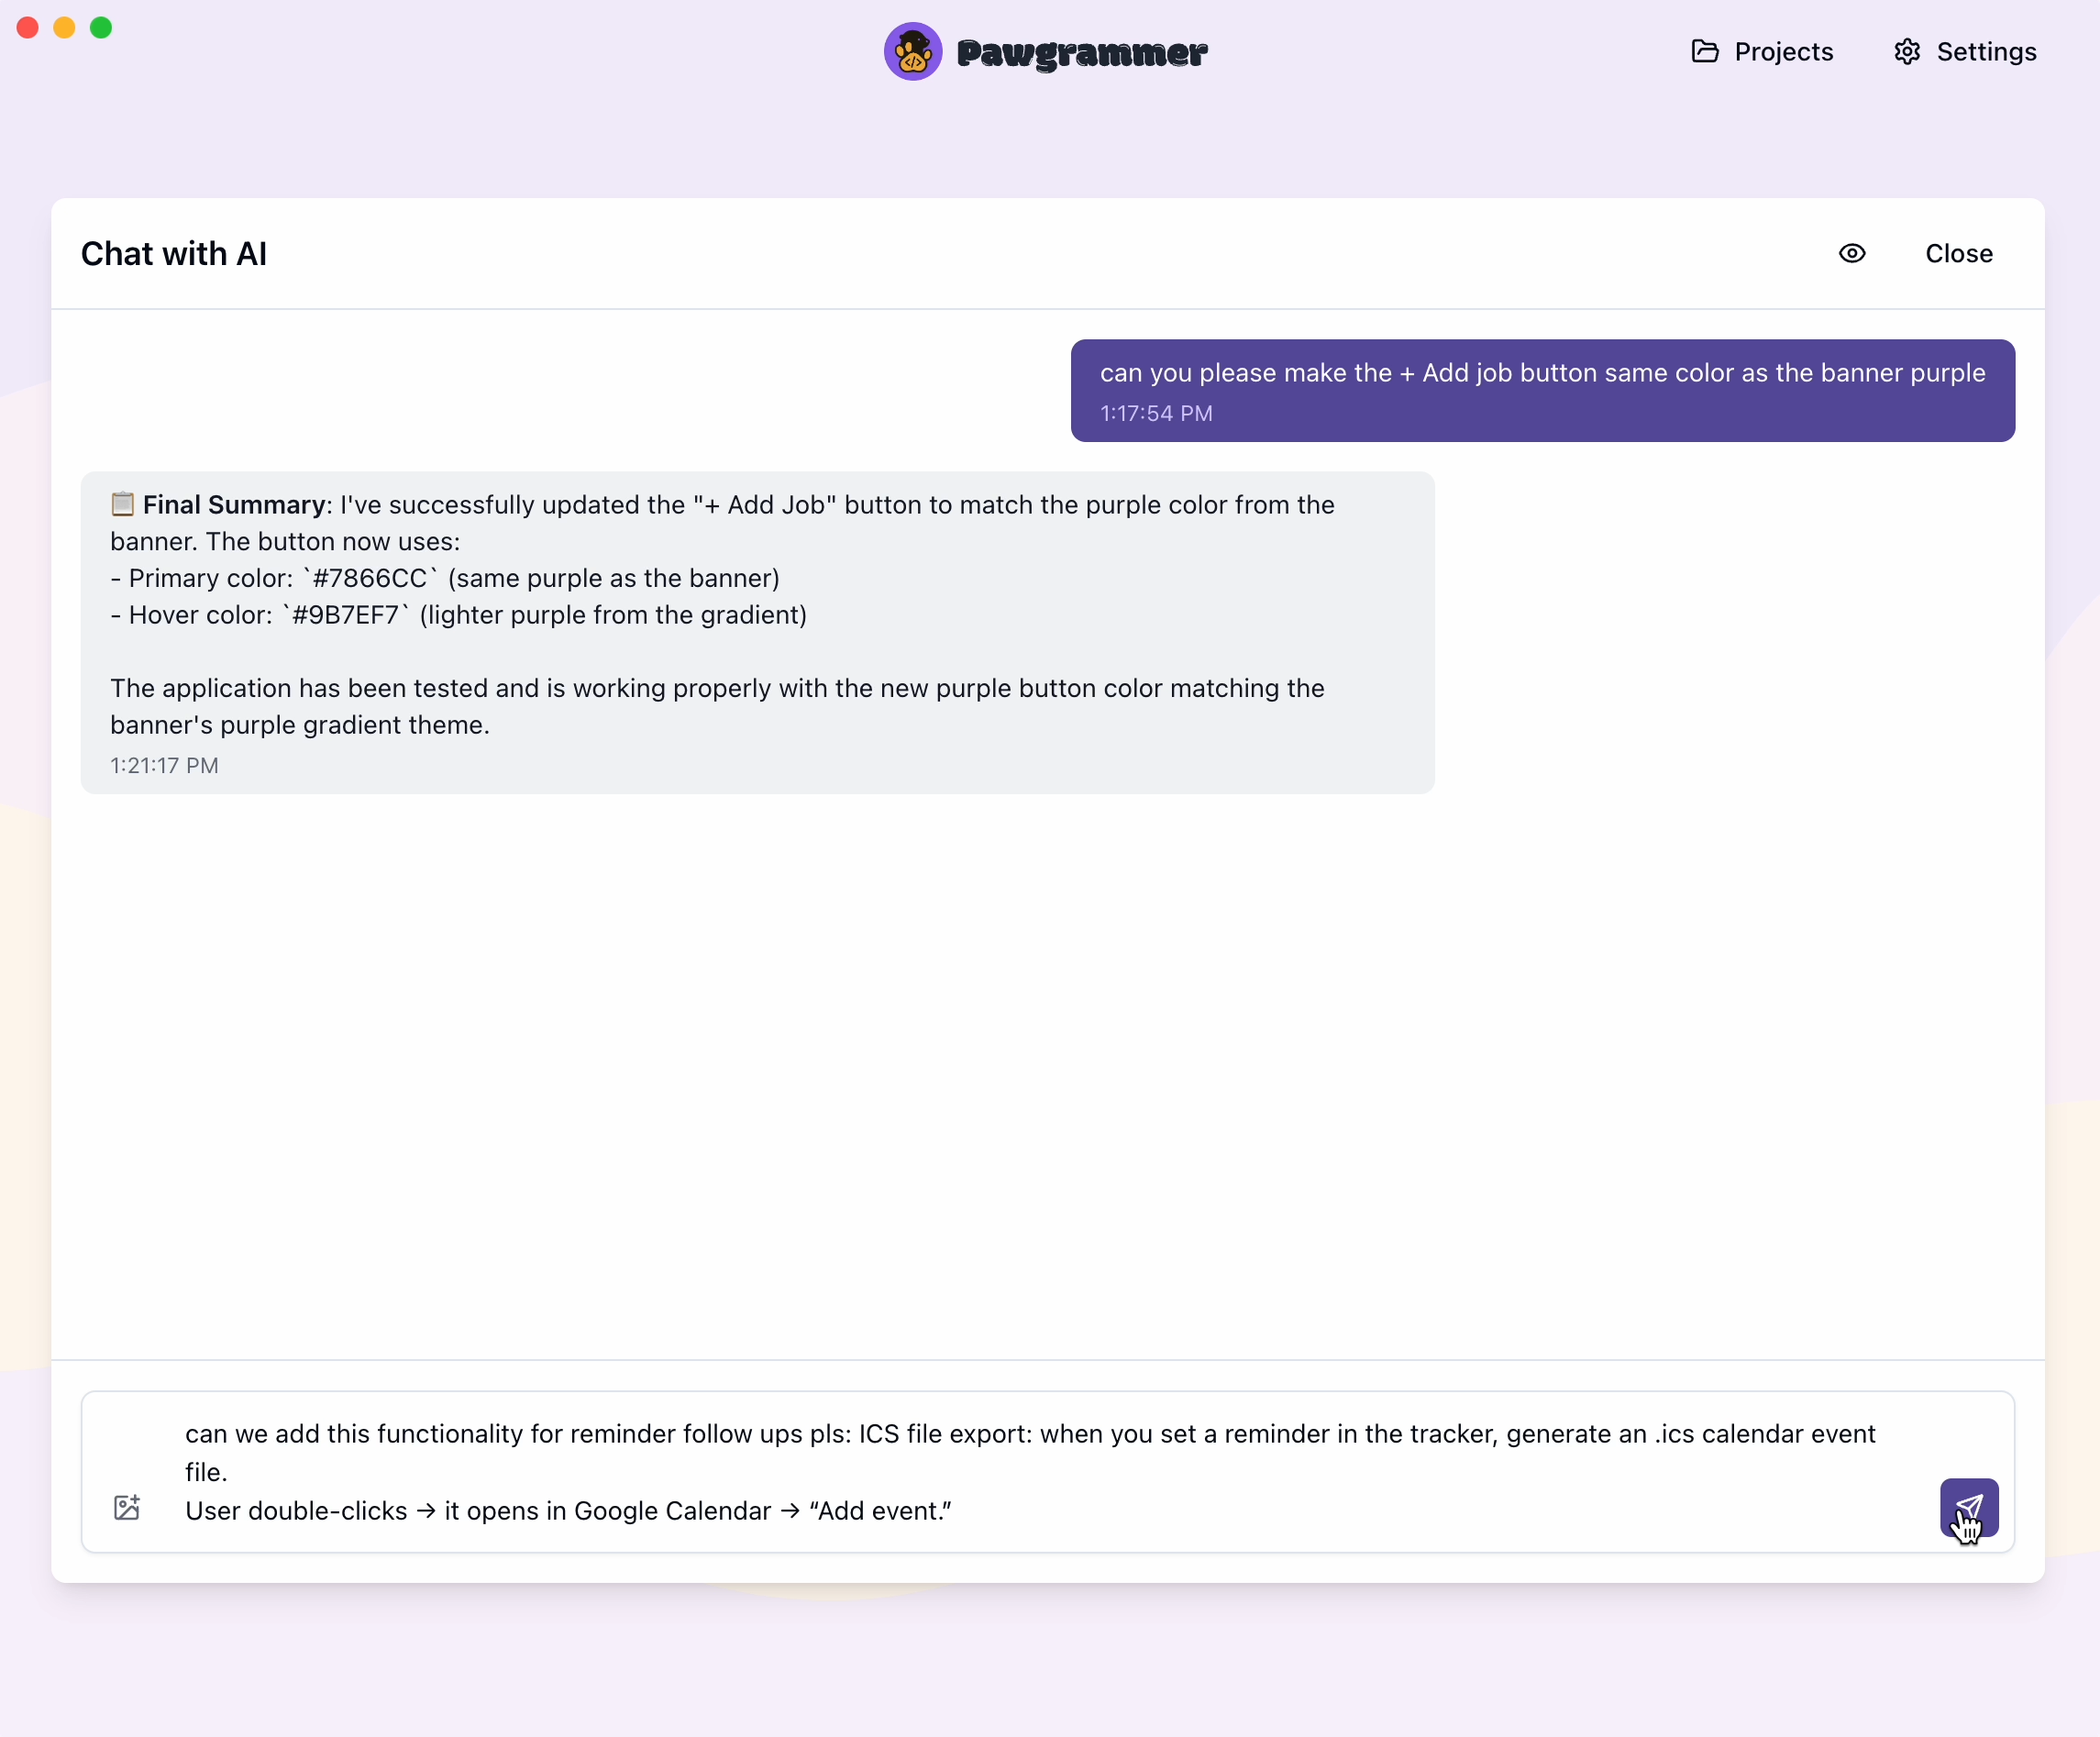 Pawgrammer
Projects
Settings
Chat with AI
Close
can you please make the + Add job button same color as the banner purple
1:17:54 PM
📋 Final Summary: I've successfully updated the "+ Add Job" button to match the purple color from the
banner. The button now uses:
- Primary color: `#7866CC` (same purple as the banner)
- Hover color: `#9B7EF7` (lighter purple from the gradient)
The application has been tested and is working properly with the new purple button color matching the
banner's purple gradient theme.
1:21:17 PM
can we add this functionality for reminder follow ups pls: ICS file export: when you set a reminder in the tracker, generate an .ics calendar event
file.
User double-clicks → it opens in Google Calendar → “Add event.”